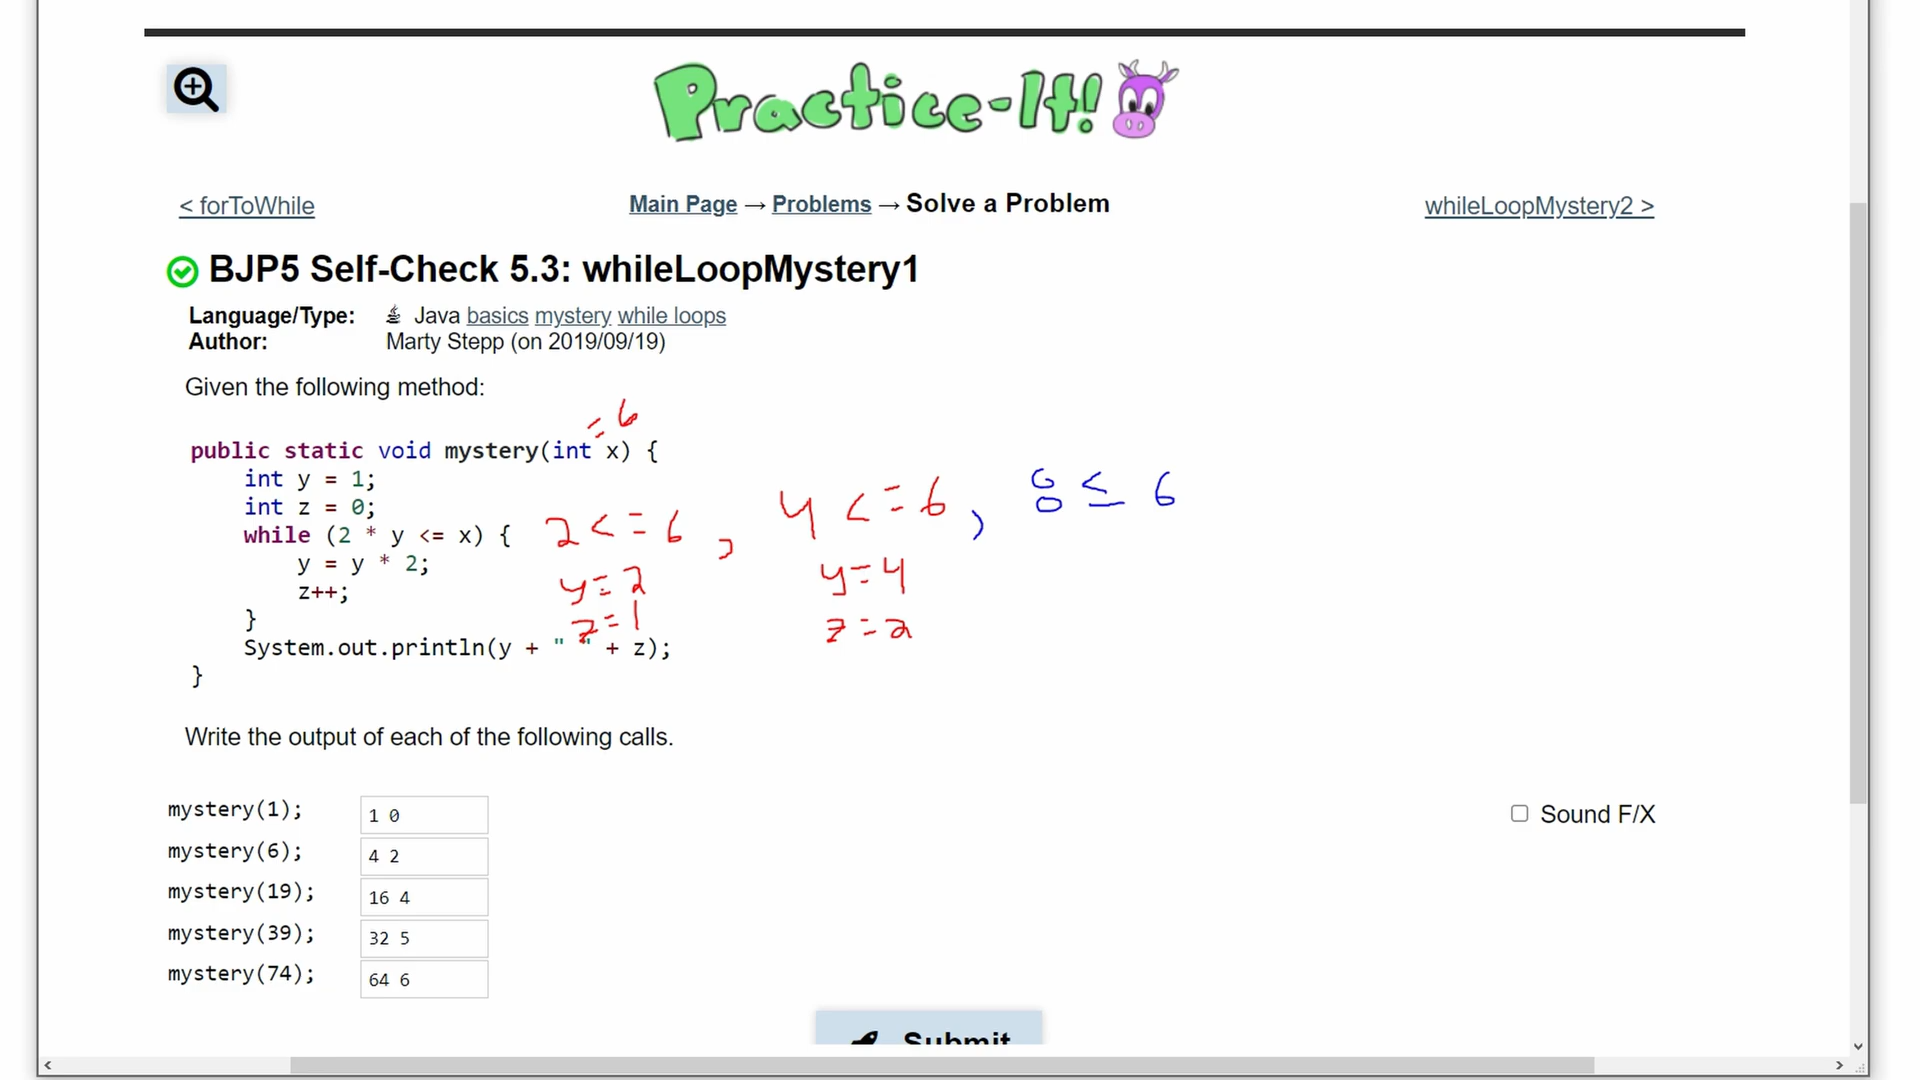 Practice-It!
< forToWhile
Main Page → Problems → Solve a Problem
whileLoopMystery2 >
BJP5 Self-Check 5.3: whileLoopMystery1
Language/Type: Java basics mystery while loops
Author: Marty Stepp (on 2019/09/19)
Given the following method:
= 6
public static void mystery(int x) {
int y = 1;
int z = 0;
while (2 * y <= x) {
2 <= 6 , 4 <= 6 , 8 ≤ 6
y = y * 2;
y = 2
y = 4
z++;
z = 1
z = 2
}
System.out.println(y + " " + z);
}
Write the output of each of the following calls.
mystery(1); 1 0
Sound F/X
mystery(6); 4 2
mystery(19); 16 4
mystery(39); 32 5
mystery(74); 64 6
Submit